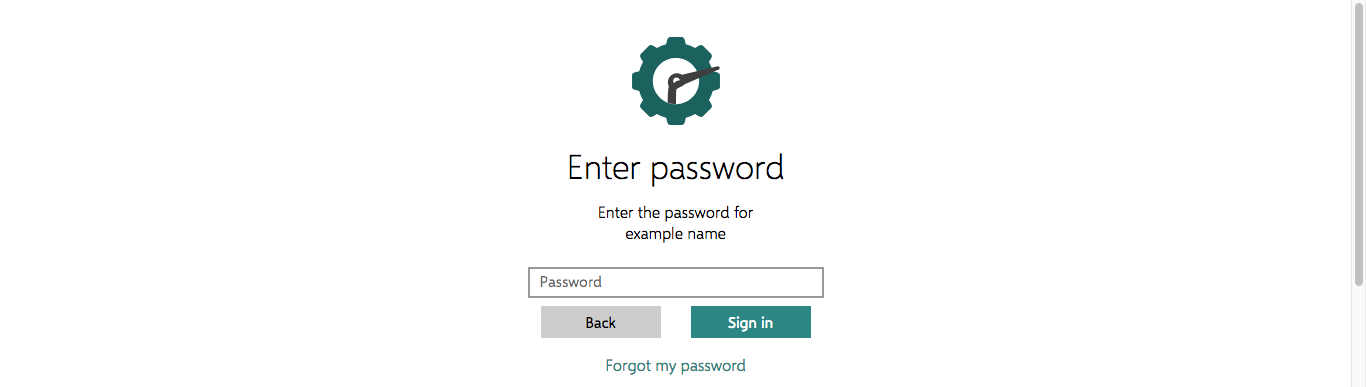 Enter password
Enter the password for
example name
Password
Back
Sign in
Forgot my password